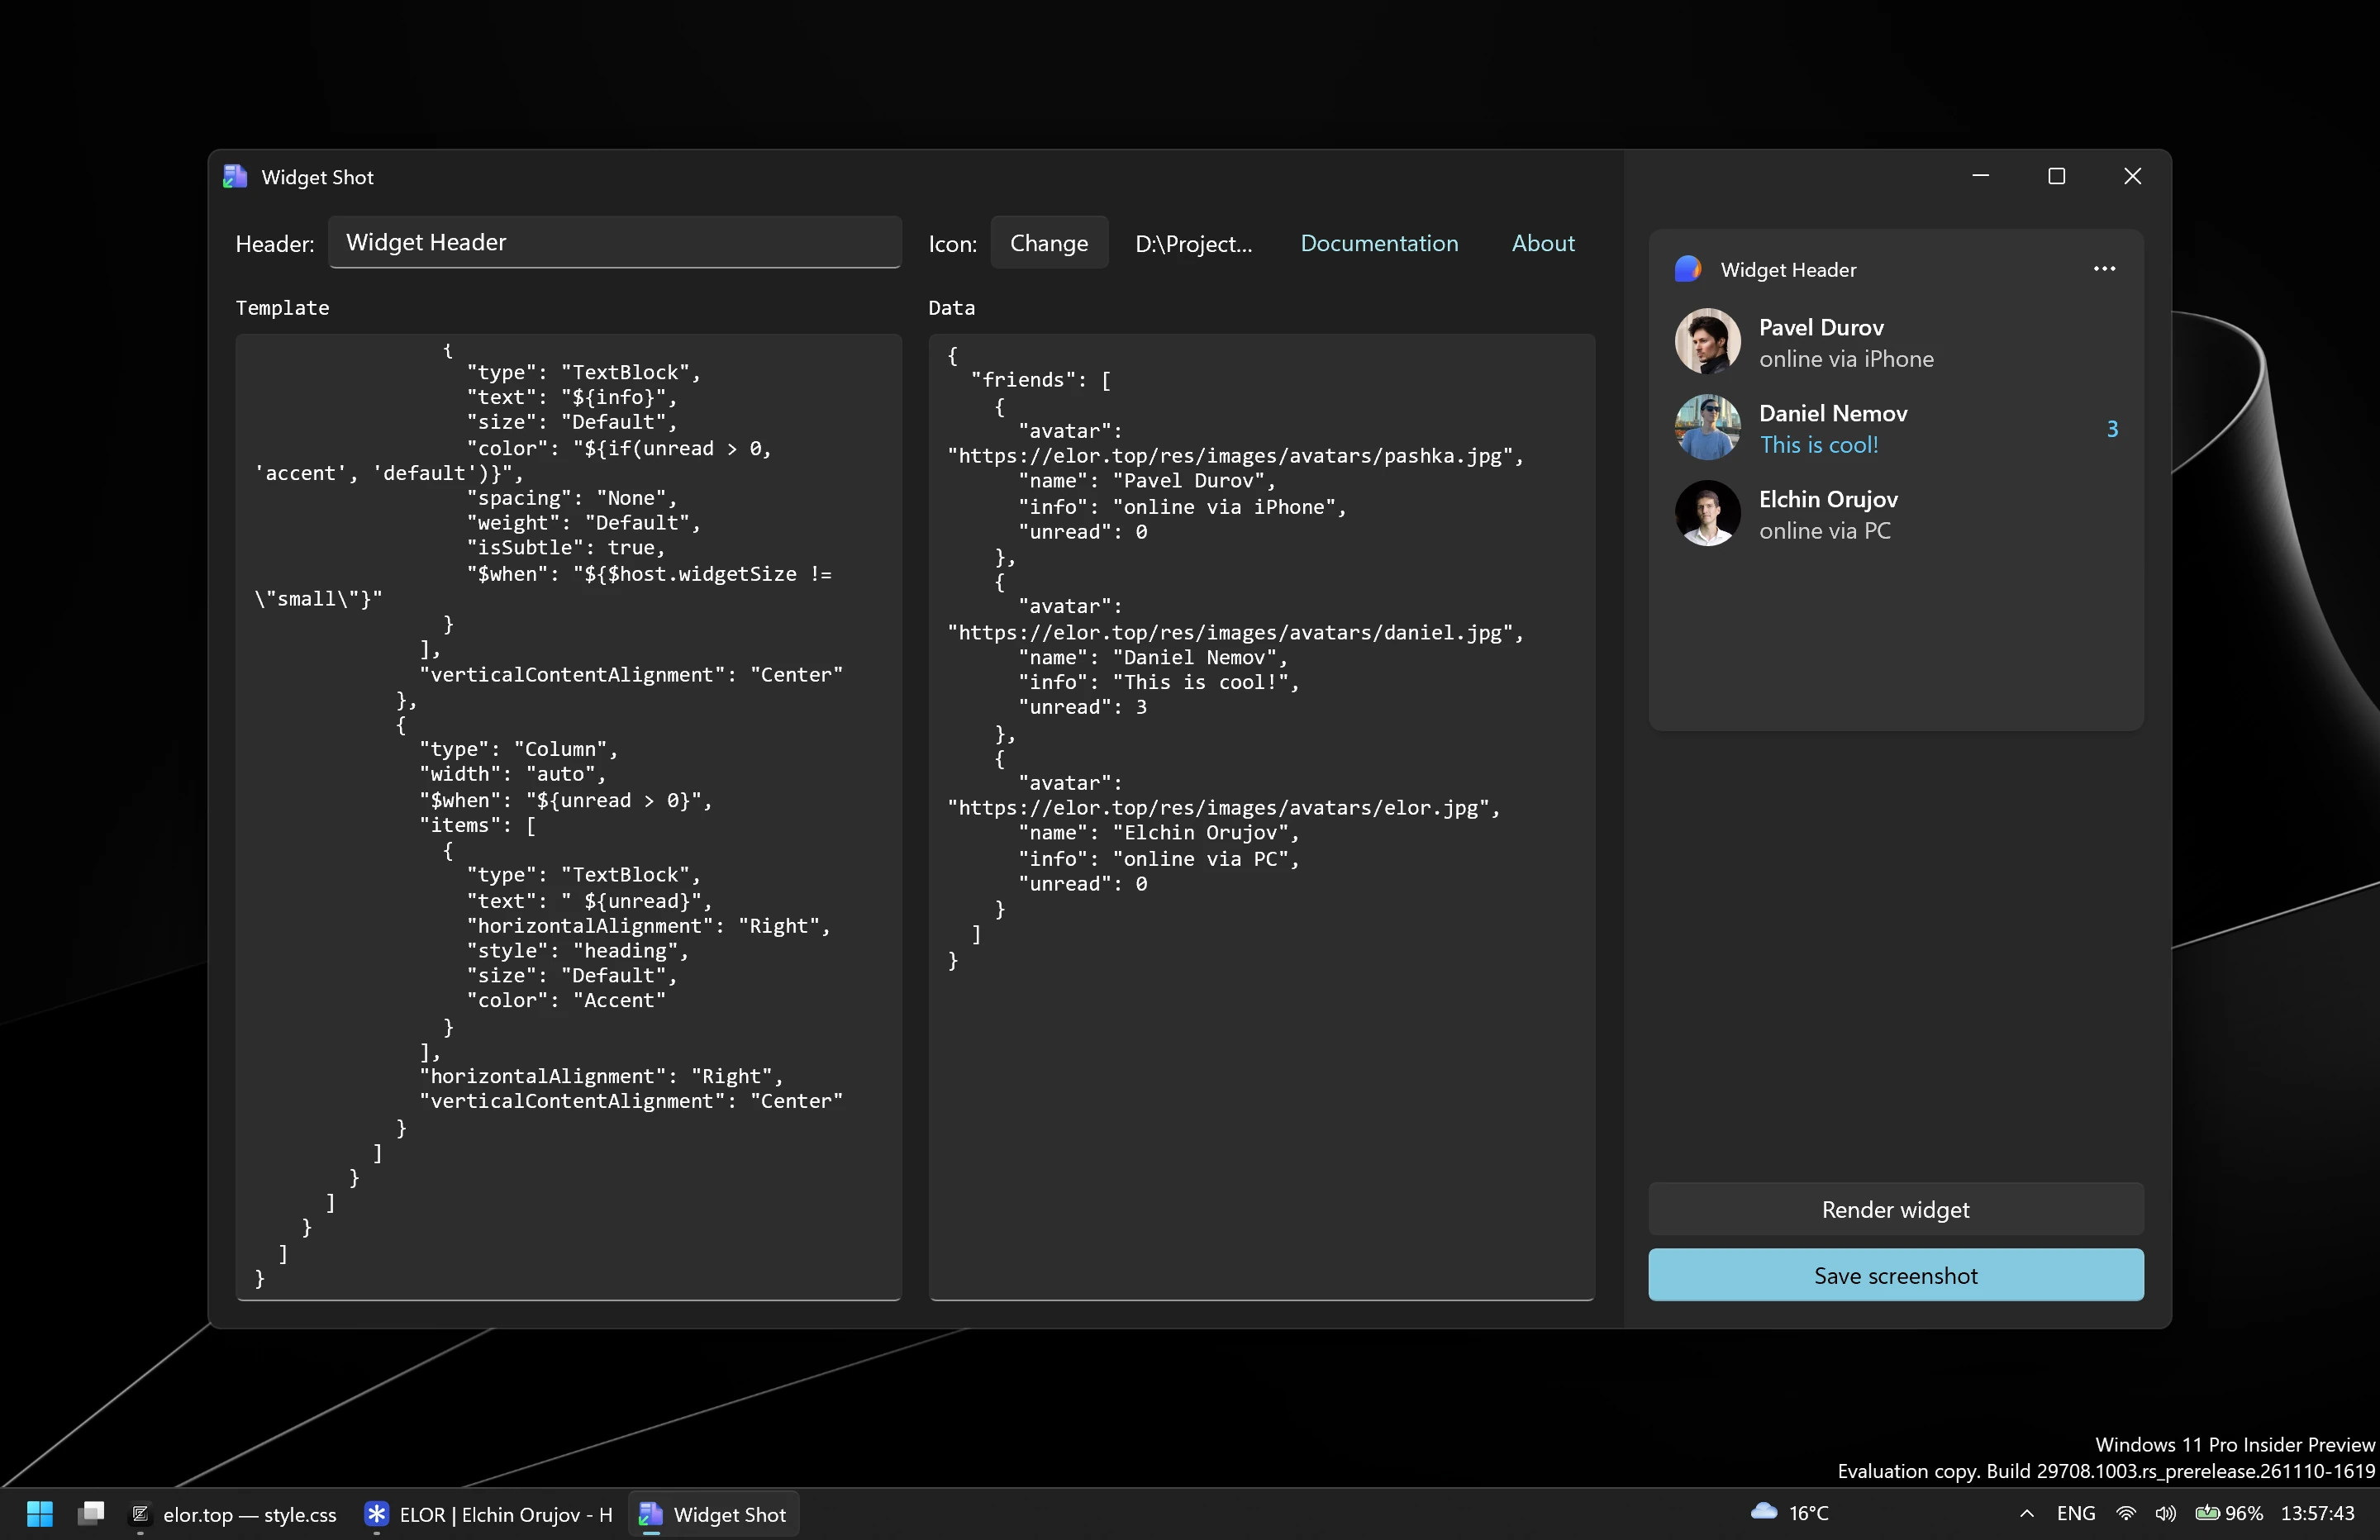 Widget Shot
Header:
Widget Header
Icon:
Change
D:\Project...
Documentation
About
Template
{
"type": "TextBlock",
"text": "${info}",
"size": "Default",
"color": "${if(unread > 0,
'accent', 'default')}",
"spacing": "None",
"weight": "Default",
"isSubtle": true,
"$when": "${$host.widgetSize !=
\"small\"}"
}
],
"verticalContentAlignment": "Center"
},
{
"type": "Column",
"width": "auto",
"$when": "${unread > 0}",
"items": [
{
"type": "TextBlock",
"text": " ${unread}",
"horizontalAlignment": "Right",
"style": "heading",
"size": "Default",
"color": "Accent"
}
],
"horizontalAlignment": "Right",
"verticalContentAlignment": "Center"
}
]
}
]
}
]
}
Data
{
"friends": [
{
"avatar":
"https://elor.top/res/images/avatars/pashka.jpg",
"name": "Pavel Durov",
"info": "online via iPhone",
"unread": 0
},
{
"avatar":
"https://elor.top/res/images/avatars/daniel.jpg",
"name": "Daniel Nemov",
"info": "This is cool!",
"unread": 3
},
{
"avatar":
"https://elor.top/res/images/avatars/elor.jpg",
"name": "Elchin Orujov",
"info": "online via PC",
"unread": 0
}
]
}
Widget Header
Pavel Durov
online via iPhone
Daniel Nemov
This is cool!
3
Elchin Orujov
online via PC
Render widget
Save screenshot
Windows 11 Pro Insider Preview
Evaluation copy. Build 29708.1003.rs_prerelease.261110-1619
elor.top — style.css
ELOR | Elchin Orujov - H
Widget Shot
16°C
ENG
96%
13:57:43